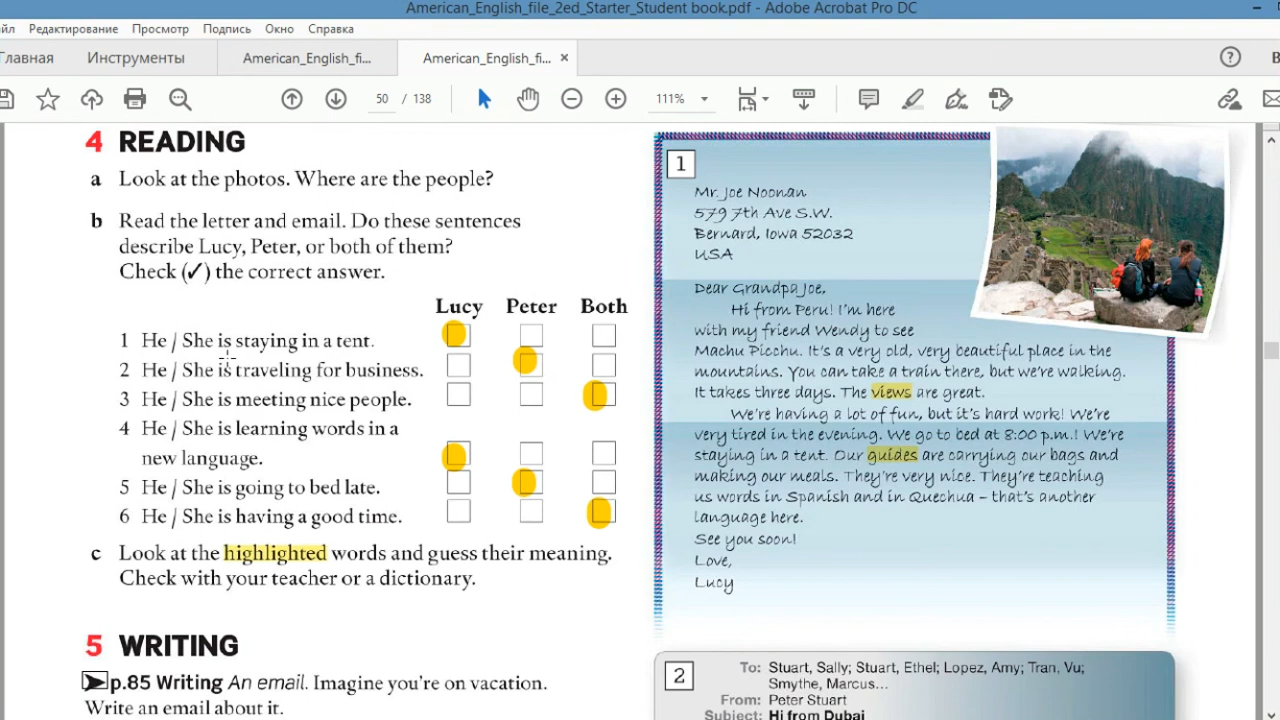 American_English_file_2ed_Starter_Student book.pdf - Adobe Acrobat Pro DC
Редактирование Просмотр Подпись Окно Справка
Инструменты American_English_fi... American_English_fi... ×
50 / 138 111%
4 READING
a Look at the photos. Where are the people?
b Read the letter and email. Do these sentences
describe Lucy, Peter, or both of them?
Check (✓) the correct answer.
Lucy Peter Both
1 He / She is staying in a tent.
2 He / She is traveling for business.
3 He / She is meeting nice people.
4 He / She is learning words in a
new language.
5 He / She is going to bed late.
6 He / She is having a good time.
c Look at the highlighted words and guess their meaning.
Check with your teacher or a dictionary.
5 WRITING
p.85 Writing An email. Imagine you're on vacation.
Write an email about it.
1
Mr. Joe Noonan
579 7th Ave S.W.
Bernard, Iowa 52032
USA
Dear Grandpa Joe,
Hi from Peru! I'm here
with my friend Wendy to see
Machu Picchu. It's a very old, very beautiful place in the
mountains. You can take a train there, but we're walking.
It takes three days. The views are great.
We're having a lot of fun, but it's hard work! We're
very tired in the evening. We go to bed at 8:00 p.m.! We're
staying in a tent. Our guides are carrying our bags and
making our meals. They're very nice. They're teaching
us words in Spanish and in Quechua – that's another
language here.
See you soon!
Love,
Lucy
2
To: Stuart, Sally; Stuart, Ethel; Lopez, Amy; Tran, Vu;
Smythe, Marcus...
From: Peter Stuart
Subject: Hi from Dubai